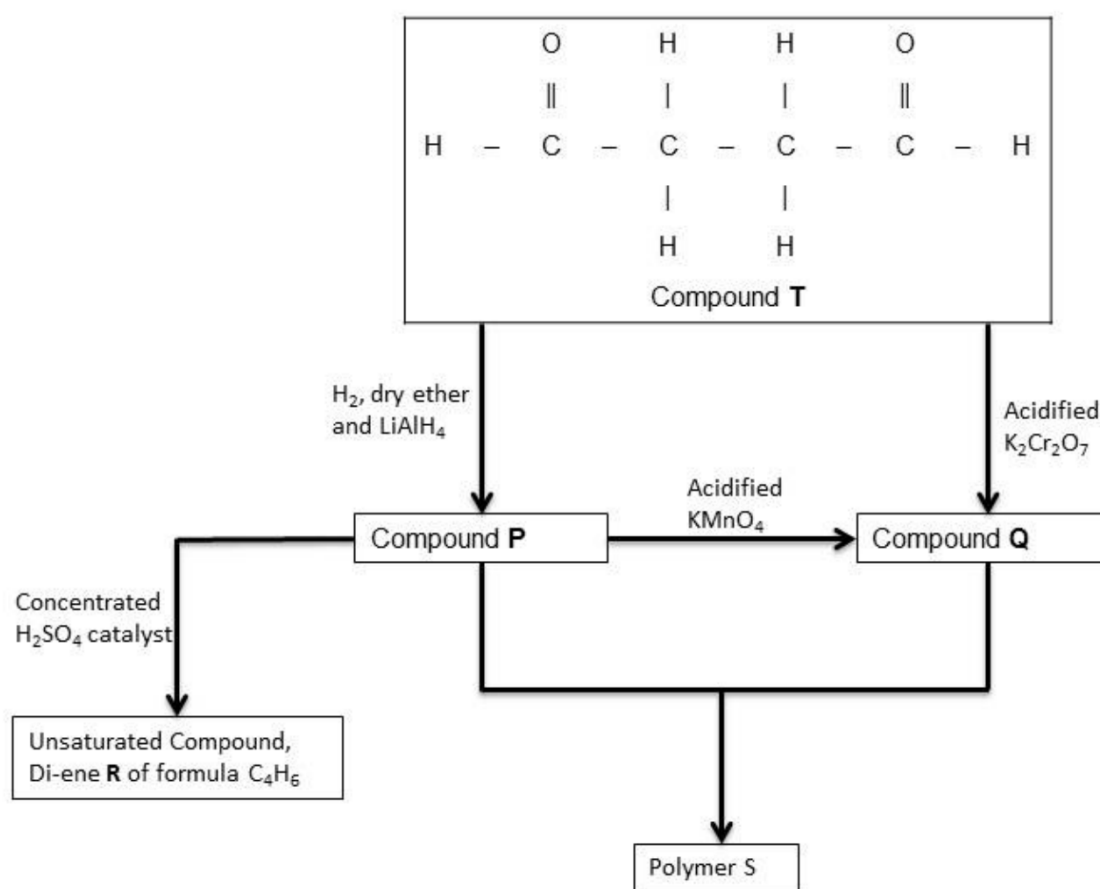 O H H O
|| | | ||
H – C – C – C – C – H
| |
H H
Compound T
H₂, dry ether
and LiAlH₄
Acidified
K₂Cr₂O₇
Acidified
KMnO₄
Compound P
Compound Q
Concentrated
H₂SO₄ catalyst
Unsaturated Compound,
Di-ene R of formula C₄H₆
Polymer S